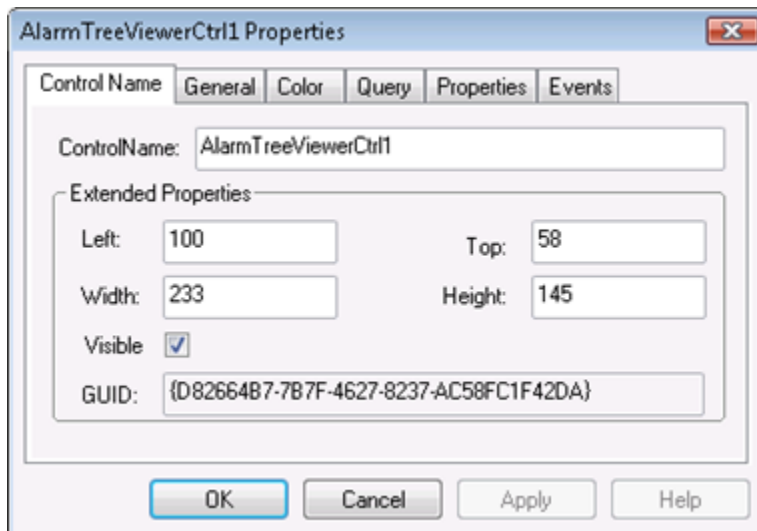 AlarmTreeViewerCtrl1 Properties
Control Name General Color Query Properties Events
ControlName: AlarmTreeViewerCtrl1
Extended Properties
Left: 100 Top: 58
Width: 233 Height: 145
Visible
GUID: {D82664B7-7B7F-4627-8237-AC58FC1F42DA}
OK Cancel Apply Help